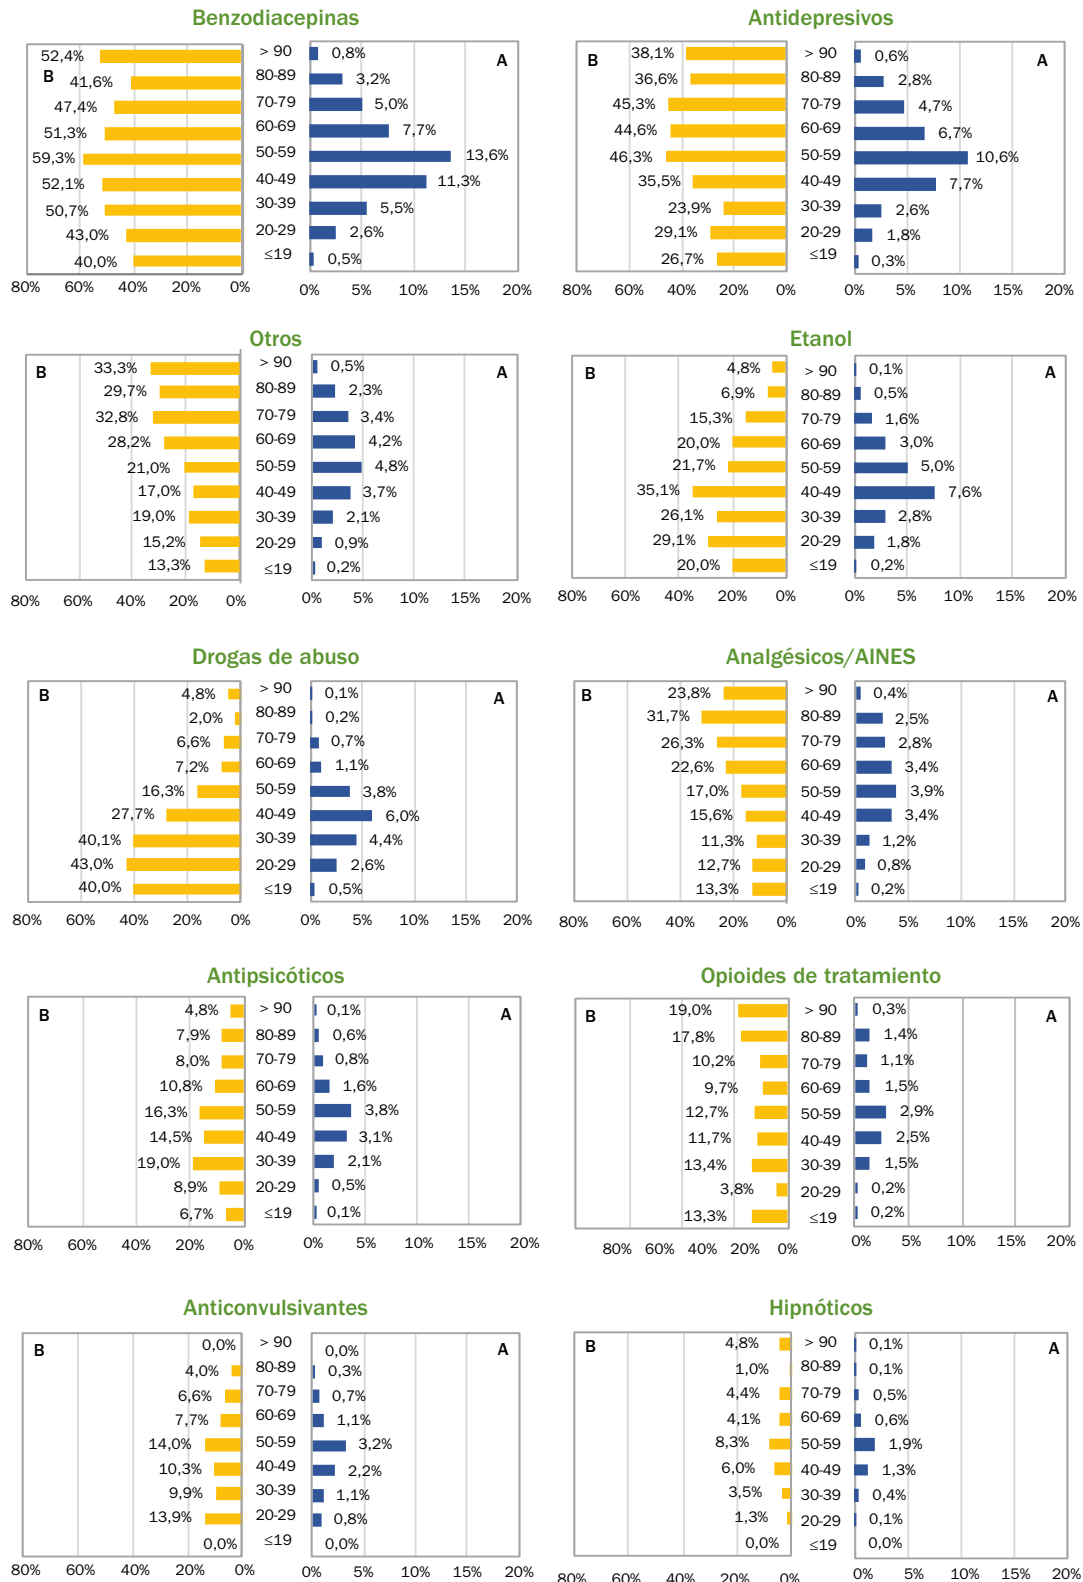 Benzodiacepinas
B
A
52,4% > 90 0,8%
41,6% 80-89 3,2%
47,4% 70-79 5,0%
51,3% 60-69 7,7%
59,3% 50-59 13,6%
52,1% 40-49 11,3%
50,7% 30-39 5,5%
43,0% 20-29 2,6%
40,0% ≤19 0,5%
80% 60% 40% 20% 0% 0% 5% 10% 15% 20%
Antidepresivos
B
A
38,1% > 90 0,6%
36,6% 80-89 2,8%
45,3% 70-79 4,7%
44,6% 60-69 6,7%
46,3% 50-59 10,6%
35,5% 40-49 7,7%
23,9% 30-39 2,6%
29,1% 20-29 1,8%
26,7% ≤19 0,3%
80% 60% 40% 20% 0% 0% 5% 10% 15% 20%
Otros
B
A
33,3% > 90 0,5%
29,7% 80-89 2,3%
32,8% 70-79 3,4%
28,2% 60-69 4,2%
21,0% 50-59 4,8%
17,0% 40-49 3,7%
19,0% 30-39 2,1%
15,2% 20-29 0,9%
13,3% ≤19 0,2%
80% 60% 40% 20% 0% 0% 5% 10% 15% 20%
Etanol
B
A
4,8% > 90 0,1%
6,9% 80-89 0,5%
15,3% 70-79 1,6%
20,0% 60-69 3,0%
21,7% 50-59 5,0%
35,1% 40-49 7,6%
26,1% 30-39 2,8%
29,1% 20-29 1,8%
20,0% ≤19 0,2%
80% 60% 40% 20% 0% 0% 5% 10% 15% 20%
Drogas de abuso
B
A
4,8% > 90 0,1%
2,0% 80-89 0,2%
6,6% 70-79 0,7%
7,2% 60-69 1,1%
16,3% 50-59 3,8%
27,7% 40-49 6,0%
40,1% 30-39 4,4%
43,0% 20-29 2,6%
40,0% ≤19 0,5%
80% 60% 40% 20% 0% 0% 5% 10% 15% 20%
Analgésicos/AINES
B
A
23,8% > 90 0,4%
31,7% 80-89 2,5%
26,3% 70-79 2,8%
22,6% 60-69 3,4%
17,0% 50-59 3,9%
15,6% 40-49 3,4%
11,3% 30-39 1,2%
12,7% 20-29 0,8%
13,3% ≤19 0,2%
80% 60% 40% 20% 0% 0% 5% 10% 15% 20%
Antipsicóticos
B
A
4,8% > 90 0,1%
7,9% 80-89 0,6%
8,0% 70-79 0,8%
10,8% 60-69 1,6%
16,3% 50-59 3,8%
14,5% 40-49 3,1%
19,0% 30-39 2,1%
8,9% 20-29 0,5%
6,7% ≤19 0,1%
80% 60% 40% 20% 0% 0% 5% 10% 15% 20%
Opioides de tratamiento
B
A
19,0% > 90 0,3%
17,8% 80-89 1,4%
10,2% 70-79 1,1%
9,7% 60-69 1,5%
12,7% 50-59 2,9%
11,7% 40-49 2,5%
13,4% 30-39 1,5%
3,8% 20-29 0,2%
13,3% ≤19 0,2%
80% 60% 40% 20% 0% 0% 5% 10% 15% 20%
Anticonvulsivantes
B
A
0,0% > 90 0,0%
4,0% 80-89 0,3%
6,6% 70-79 0,7%
7,7% 60-69 1,1%
14,0% 50-59 3,2%
10,3% 40-49 2,2%
9,9% 30-39 1,1%
13,9% 20-29 0,8%
0,0% ≤19 0,0%
80% 60% 40% 20% 0% 0% 5% 10% 15% 20%
Hipnóticos
B
A
4,8% > 90 0,1%
1,0% 80-89 0,1%
4,4% 70-79 0,5%
4,1% 60-69 0,6%
8,3% 50-59 1,9%
6,0% 40-49 1,3%
3,5% 30-39 0,4%
1,3% 20-29 0,1%
0,0% ≤19 0,0%
80% 60% 40% 20% 0% 0% 5% 10% 15% 20%